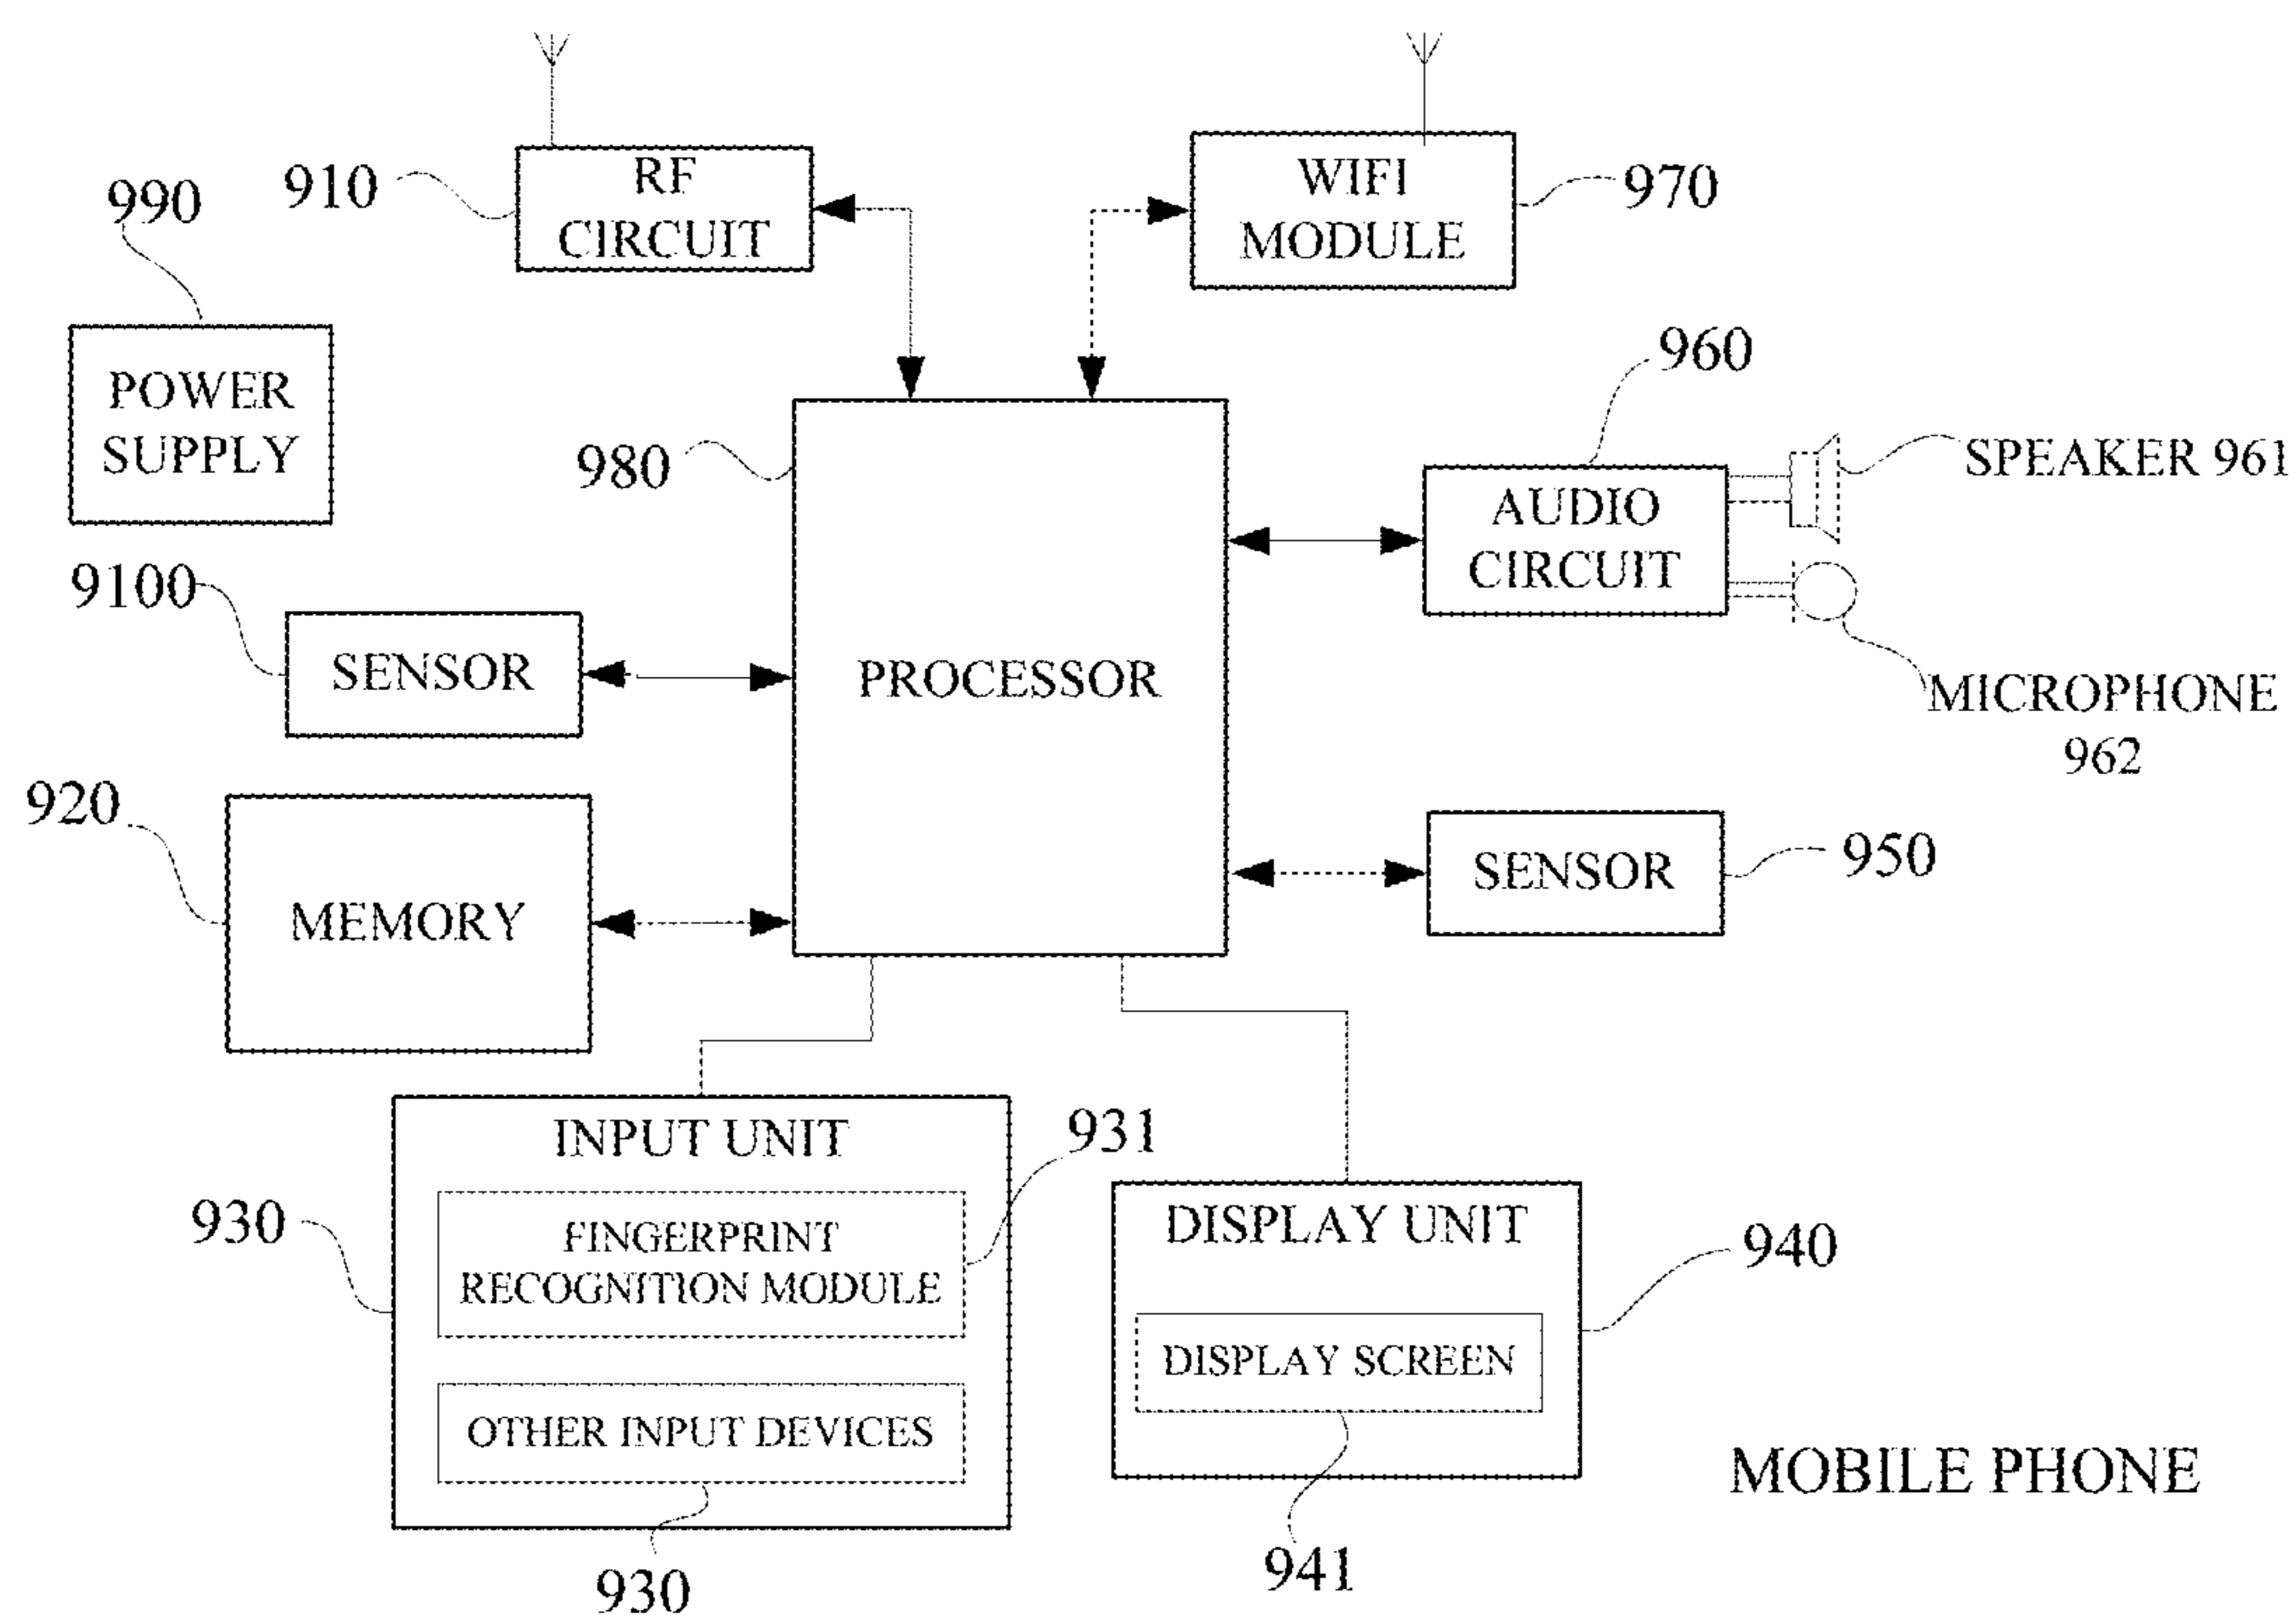 990
910
RF
CIRCUIT
WIFI
MODULE
970
POWER
SUPPLY
980
960
AUDIO
CIRCUIT
SPEAKER 961
9100
SENSOR
PROCESSOR
MICROPHONE
962
920
MEMORY
SENSOR
950
INPUT UNIT
931
930
FINGERPRINT
RECOGNITION MODULE
OTHER INPUT DEVICES
930
DISPLAY UNIT
940
DISPLAY SCREEN
941
MOBILE PHONE